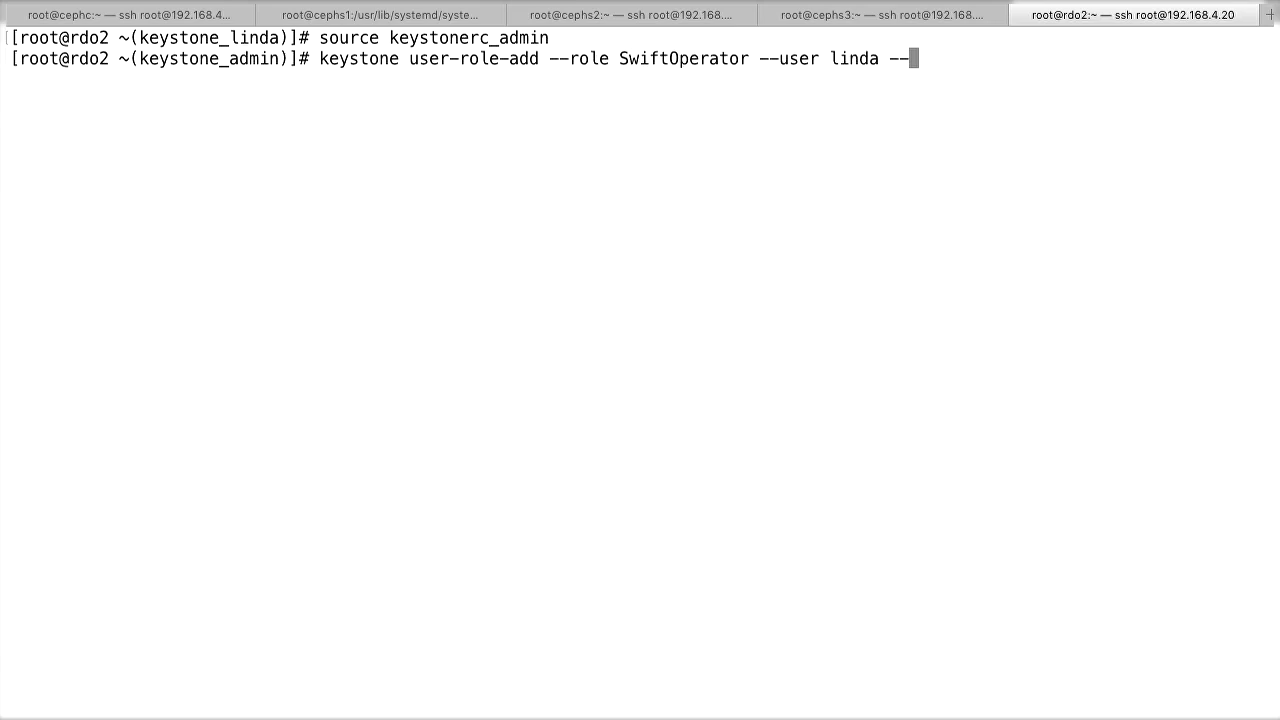 root@cephc:~ — ssh root@192.168.4... root@cephs1:/usr/lib/systemd/syste... root@cephs2:~ — ssh root@192.168.... root@cephs3:~ — ssh root@192.168.... root@rdo2:~ — ssh root@192.168.4.20 +
[root@rdo2 ~(keystone_linda)]# source keystonerc_admin
[root@rdo2 ~(keystone_admin)]# keystone user-role-add --role SwiftOperator --user linda --